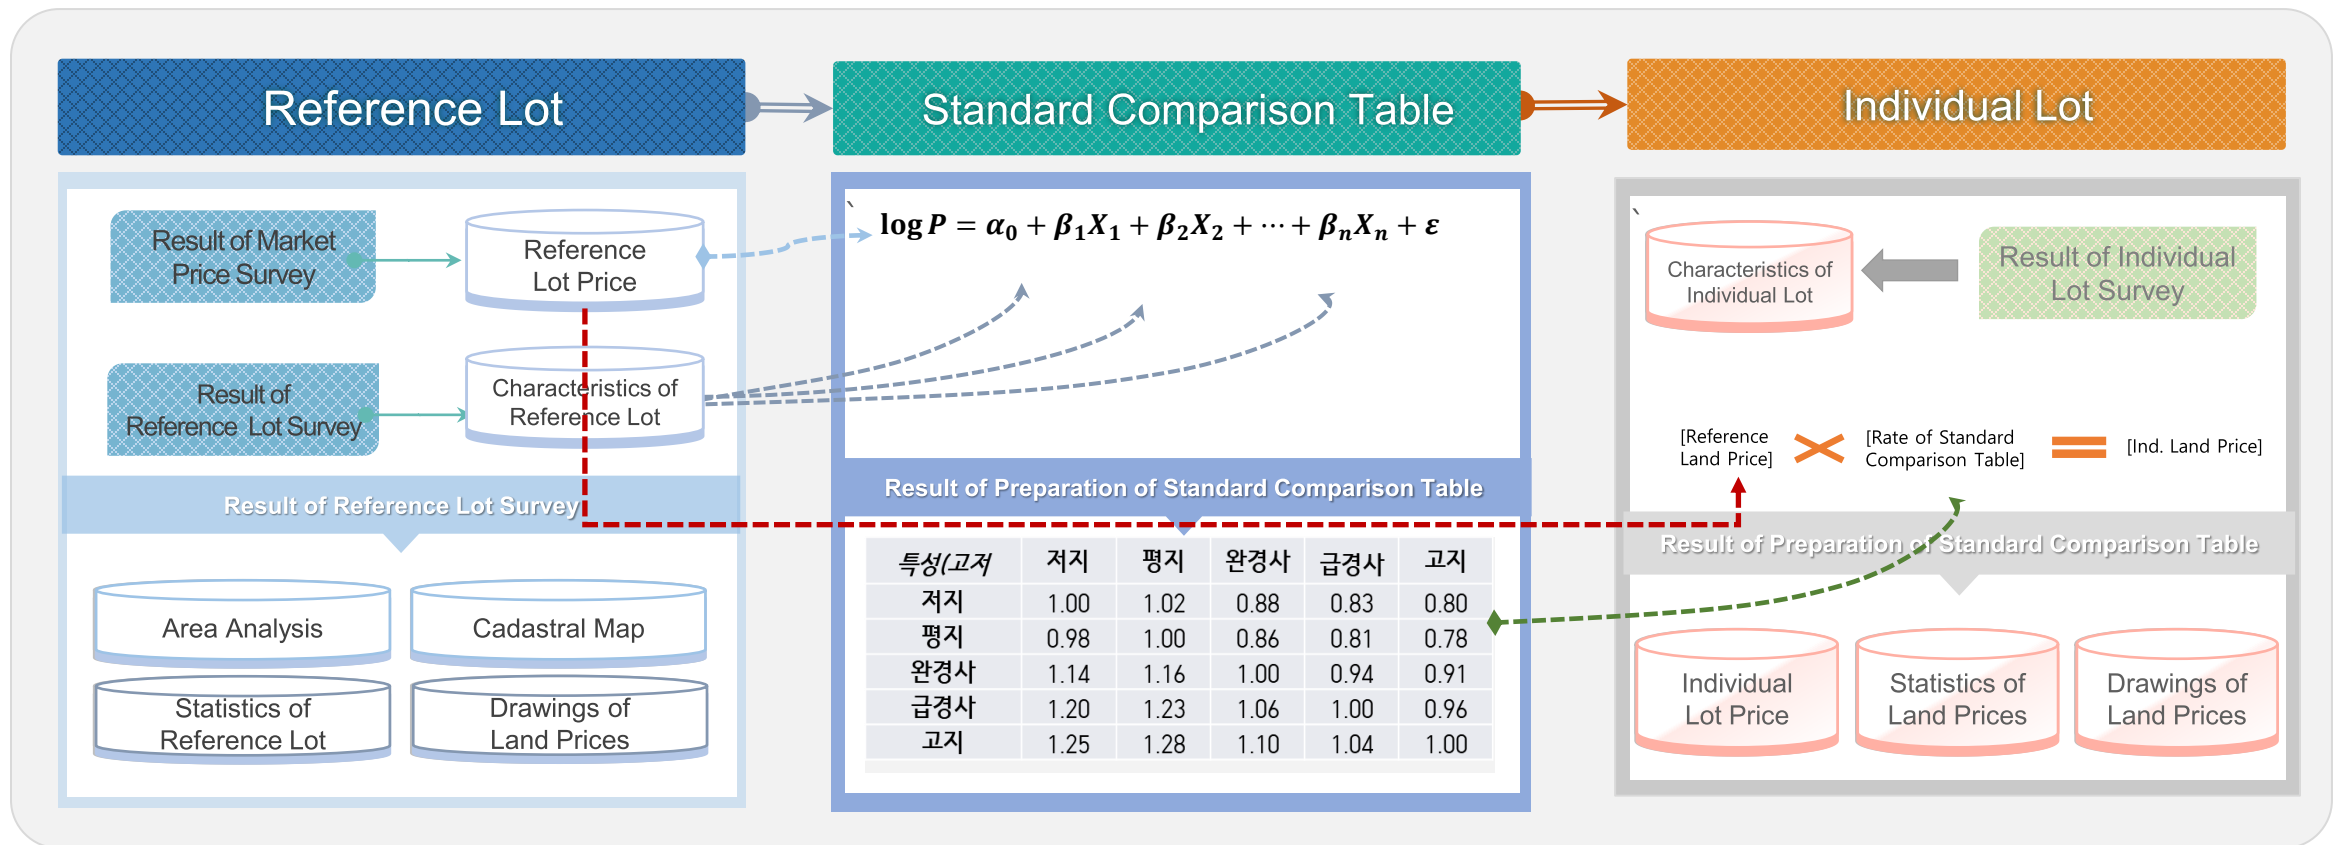 Reference Lot
Standard Comparison Table
Individual Lot
Result of Market
Price Survey
Reference
Lot Price
Result of
Reference Lot Survey
Characteristics of
Reference Lot
Result of Reference Lot Survey
Area Analysis
Cadastral Map
Statistics of
Reference Lot
Drawings of
Land Prices
`
log P = α₀ + β₁X₁ + β₂X₂ + ⋯ + βₙXₙ + ε
Result of Preparation of Standard Comparison Table
특성(고저 저지 평지 완경사 급경사 고지
저지 1.00 1.02 0.88 0.83 0.80
평지 0.98 1.00 0.86 0.81 0.78
완경사 1.14 1.16 1.00 0.94 0.91
급경사 1.20 1.23 1.06 1.00 0.96
고지 1.25 1.28 1.10 1.04 1.00
`
Characteristics of
Individual Lot
Result of Individual
Lot Survey
[Reference
Land Price]
[Rate of Standard
Comparison Table]
[Ind. Land Price]
Result of Preparation of Standard Comparison Table
Individual
Lot Price
Statistics of
Land Prices
Drawings of
Land Prices